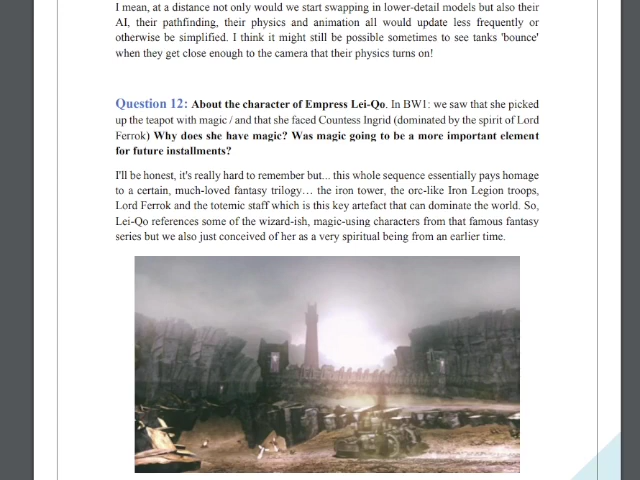 I mean, at a distance not only would we start swapping in lower-detail models but also their
AI, their pathfinding, their physics and animation all would update less frequently or
otherwise be simplified. I think it might still be possible sometimes to see tanks 'bounce'
when they get close enough to the camera that their physics turns on!
Question 12: About the character of Empress Lei-Qo. In BW1: we saw that she picked
up the teapot with magic / and that she faced Countess Ingrid (dominated by the spirit of Lord
Ferrok) Why does she have magic? Was magic going to be a more important element
for future installments?
I'll be honest, it's really hard to remember but... this whole sequence essentially pays homage
to a certain, much-loved fantasy trilogy… the iron tower, the orc-like Iron Legion troops,
Lord Ferrok and the totemic staff which is this key artefact that can dominate the world. So,
Lei-Qo references some of the wizard-ish, magic-using characters from that famous fantasy
series but we also just conceived of her as a very spiritual being from an earlier time.